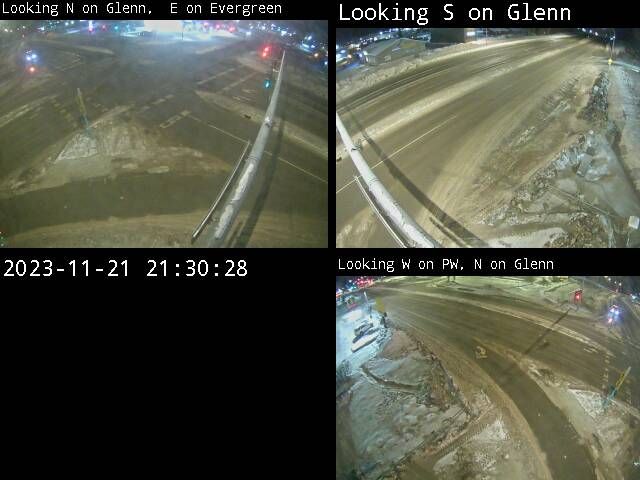 Looking N on Glenn, E on Evergreen
Looking S on Glenn
2023-11-21 21:30:28
Looking W on PW, N on Glenn